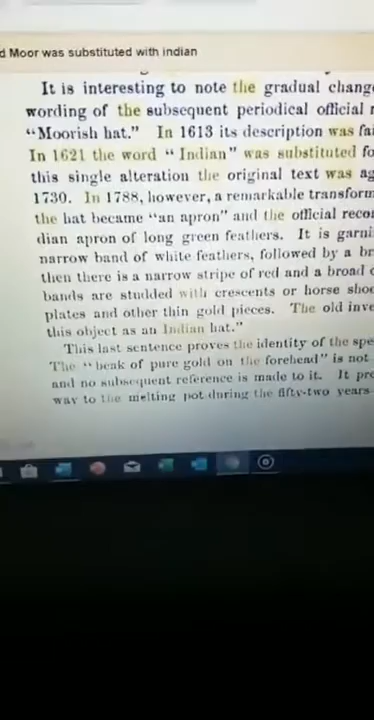 d Moor was substituted with indian
It is interesting to note the gradual chang
wording of the subsequent periodical official
“Moorish hat.” In 1613 its description was fai
In 1621 the word “ Indian” was substituted fo
this single alteration the original text was ag
1730. In 1788, however, a remarkable transform
the hat became “an apron” and the official reco
dian apron of long green feathers. It is garni
narrow band of white feathers, followed by a br
then there is a narrow stripe of red and a broad
bands are studded with crescents or horse shoe
plates and other thin gold pieces. The old inve
this object as an Indian hat.”
This last sentence proves the identity of the spe
The “beak of pure gold on the forehead” is not
and no subsequent reference is made to it. It pre
way to the melting pot during the fifty-two years